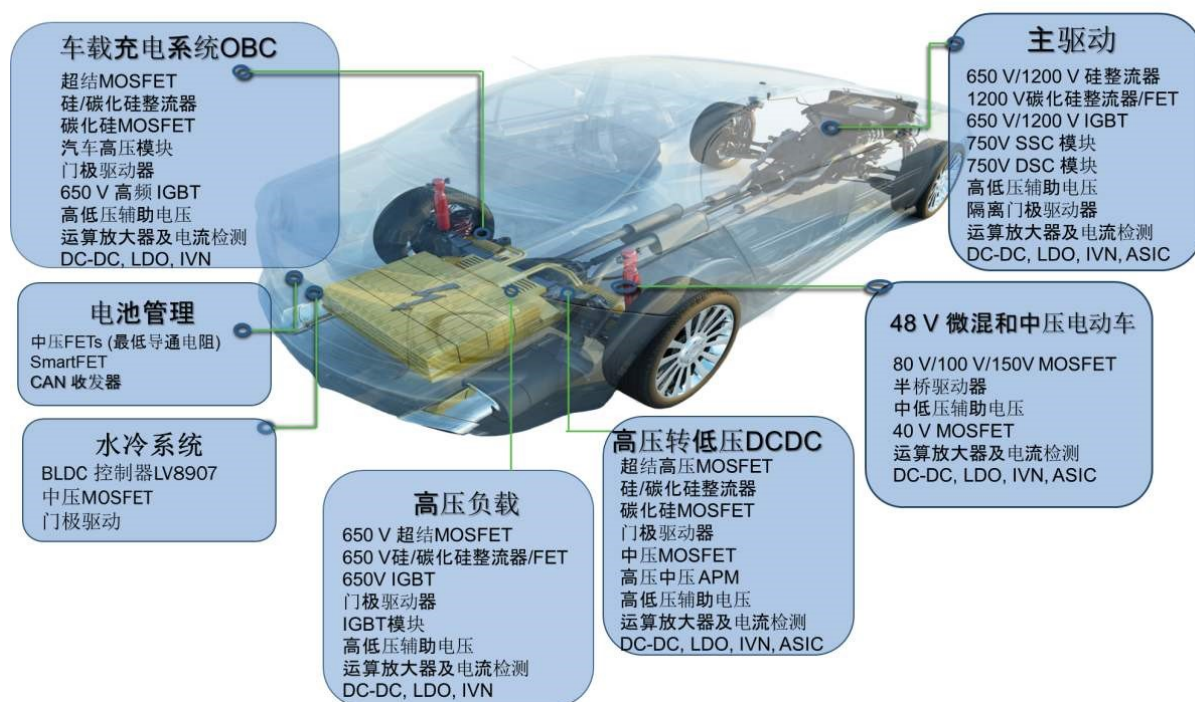 车载充电系统OBC
超结MOSFET
硅/碳化硅整流器
碳化硅MOSFET
汽车高压模块
门极驱动器
650 V 高频 IGBT
高低压辅助电压
运算放大器及电流检测
DC-DC, LDO, IVN
电池管理
中压FETs (最低导通电阻)
SmartFET
CAN 收发器
水冷系统
BLDC 控制器LV8907
中压MOSFET
门极驱动
高压负载
650 V 超结MOSFET
650 V硅/碳化硅整流器/FET
650V IGBT
门极驱动器
IGBT模块
高低压辅助电压
运算放大器及电流检测
DC-DC, LDO, IVN
高压转低压DCDC
超结高压MOSFET
硅/碳化硅整流器
碳化硅MOSFET
门极驱动器
中压MOSFET
高压中压APM
高低压辅助电压
运算放大器及电流检测
DC-DC, LDO, IVN, ASIC
主驱动
650 V/1200 V 硅整流器
1200 V碳化硅整流器/FET
650 V/1200 V IGBT
750V SSC 模块
750V DSC 模块
高低压辅助电压
隔离门极驱动器
运算放大器及电流检测
DC-DC, LDO, IVN, ASIC
48 V 微混和中压电动车
80 V/100 V/150V MOSFET
半桥驱动器
中低压辅助电压
40 V MOSFET
运算放大器及电流检测
DC-DC, LDO, IVN, ASIC